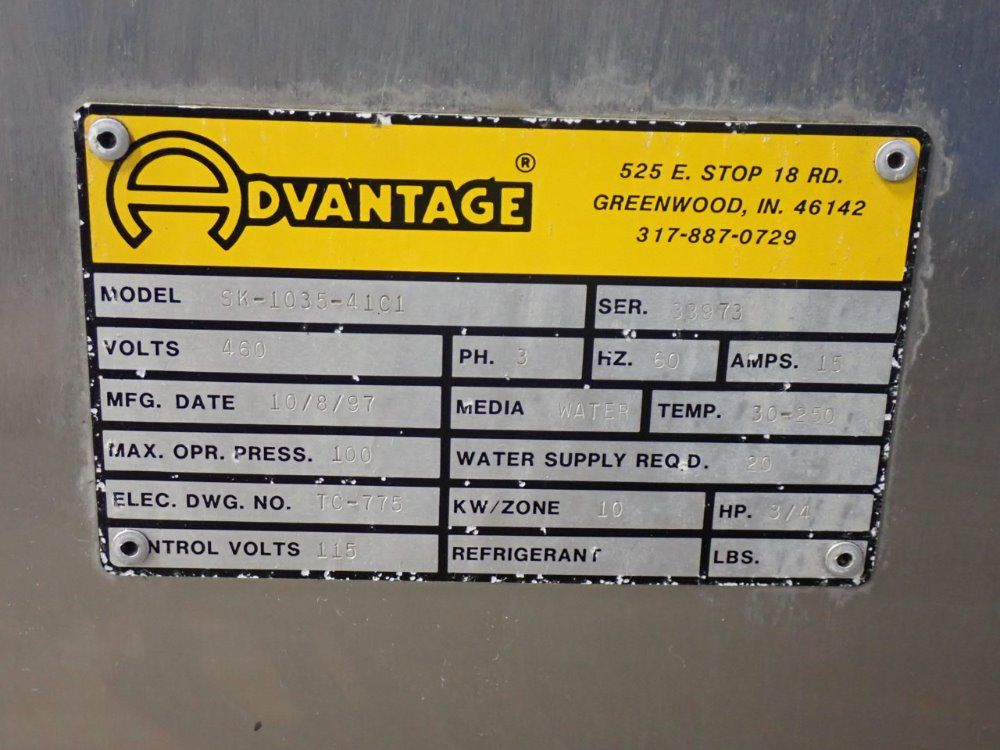 ADVANTAGE ®
525 E. STOP 18 RD.
GREENWOOD, IN. 46142
317-887-0729
MODEL SK-1035-41C1 SER. 33973
VOLTS 460 PH. 3 HZ. 60 AMPS. 15
MFG. DATE 10/8/97 MEDIA WATER TEMP. 30-250
MAX. OPR. PRESS. 100 WATER SUPPLY REQ.D. 20
ELEC. DWG. NO. TC-775 KW/ZONE 10 HP. 3/4
NTROL VOLTS 115 REFRIGERANT LBS.